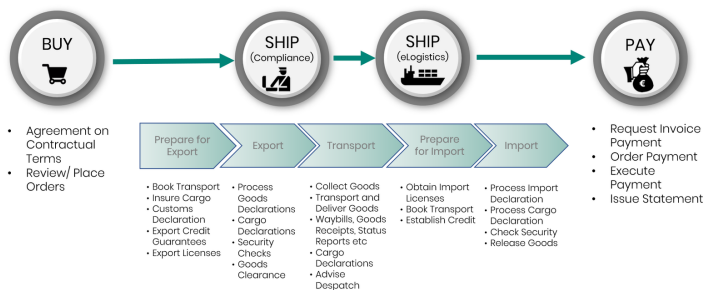 BUY
SHIP
(Compliance)
SHIP
(eLogistics)
PAY
€
• Agreement on
Contractual
Terms
• Review/ Place
Orders
Prepare for
Export
Export
Transport
Prepare
for Import
Import
• Book Transport
• Insure Cargo
• Customs
Declaration
• Export Credit
Guarantees
• Export Licenses
• Process
Goods
Declarations
• Cargo
Declarations
• Security
Checks
• Goods
Clearance
• Collect Goods
• Transport and
Deliver Goods
• Waybills, Goods
Receipts, Status
Reports etc
• Cargo
Declarations
• Advise
Despatch
• Obtain Import
Licenses
• Book Transport
• Establish Credit
• Process Import
Declaration
• Process Cargo
Declaration
• Check Security
• Release Goods
• Request Invoice
Payment
• Order Payment
• Execute
Payment
• Issue Statement